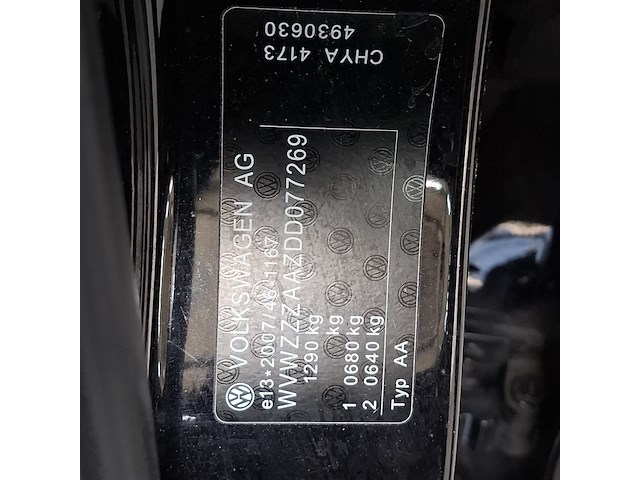 VOLKSWAGEN AG
e13*2007/46*1167
WVWZZZAAZDD077269
1290 kg
kg
1 0680 kg
2 0640 kg
Typ AA
CHYA 4173
4930630